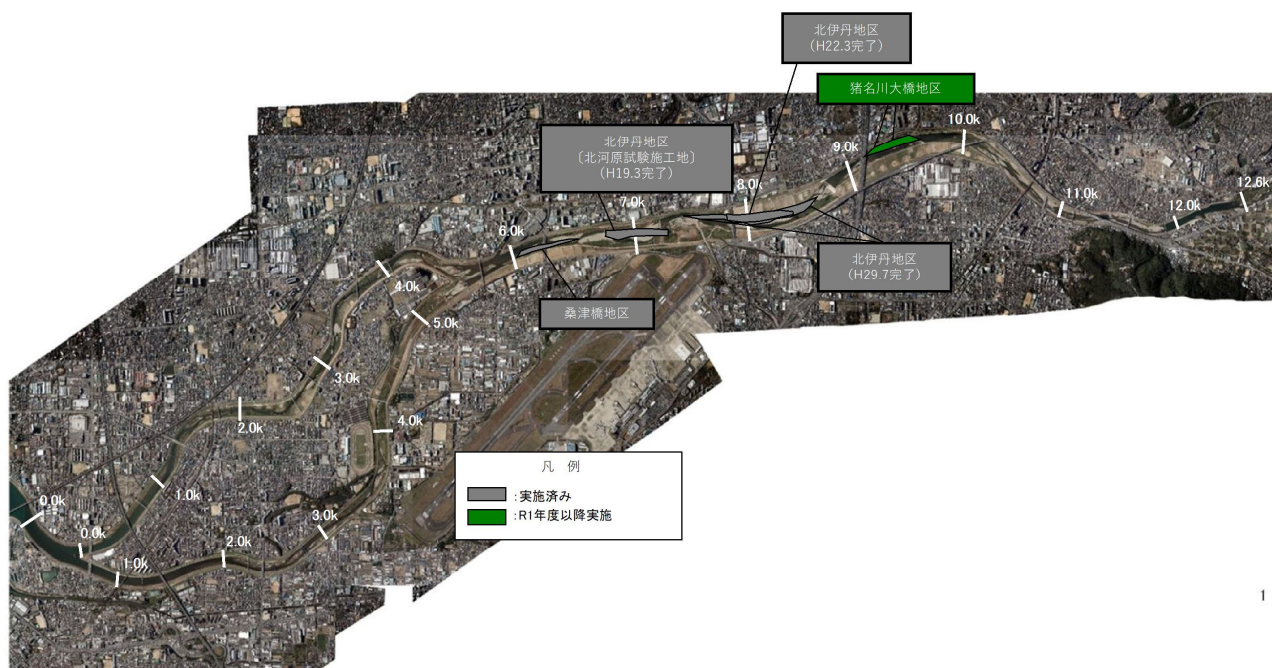 北伊丹地区
（H22.3完了）
猪名川大橋地区
北伊丹地区
〔北河原試験施工地〕
（H19.3完了）
10.0k
9.0k
8.0k
7.0k
6.0k
11.0k
12.0k
12.6k
北伊丹地区
（H29.7完了）
桑津橋地区
4.0k
5.0k
3.0k
2.0k
4.0k
1.0k
0.0k
0.0k
1.0k
2.0k
3.0k
凡 例
：実施済み
：R1年度以降実施
1